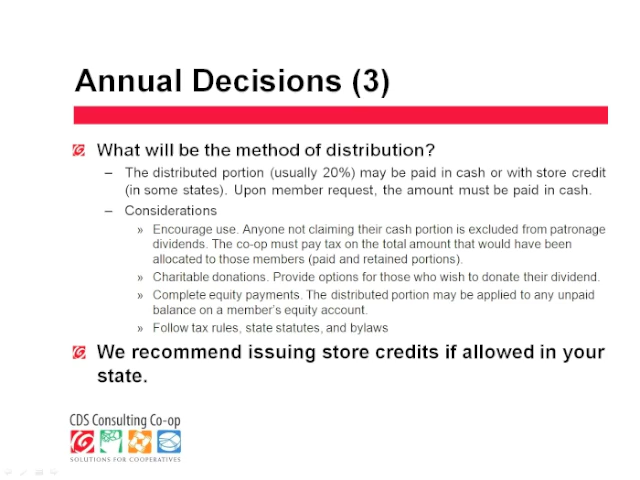 Annual Decisions (3)
What will be the method of distribution?
– The distributed portion (usually 20%) may be paid in cash or with store credit
(in some states). Upon member request, the amount must be paid in cash.
– Considerations
» Encourage use. Anyone not claiming their cash portion is excluded from patronage
dividends. The co-op must pay tax on the total amount that would have been
allocated to those members (paid and retained portions).
» Charitable donations. Provide options for those who wish to donate their dividend.
» Complete equity payments. The distributed portion may be applied to any unpaid
balance on a member's equity account.
» Follow tax rules, state statutes, and bylaws
We recommend issuing store credits if allowed in your
state.
CDS Consulting Co-op
SOLUTIONS FOR COOPERATIVES